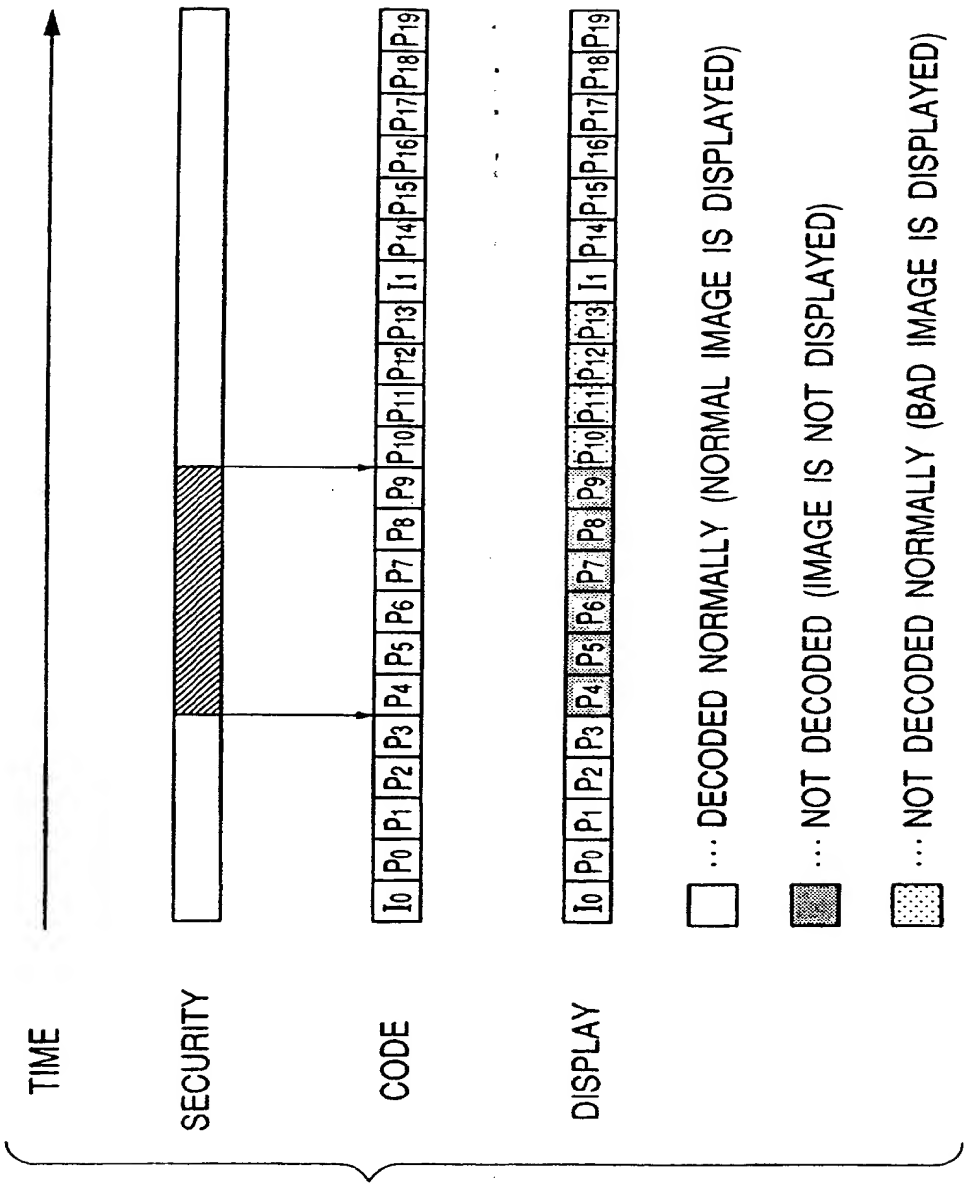 TIME
SECURITY
CODE
I0 P0 P1 P2 P3 P4 P5 P6 P7 P8 P9 P10 P11 P12 P13 I1 P14 P15 P16 P17 P18 P19
DISPLAY
I0 P0 P1 P2 P3 P4 P5 P6 P7 P8 P9 P10 P11 P12 P13 I1 P14 P15 P16 P17 P18 P19
... DECODED NORMALLY (NORMAL IMAGE IS DISPLAYED)
... NOT DECODED (IMAGE IS NOT DISPLAYED)
... NOT DECODED NORMALLY (BAD IMAGE IS DISPLAYED)